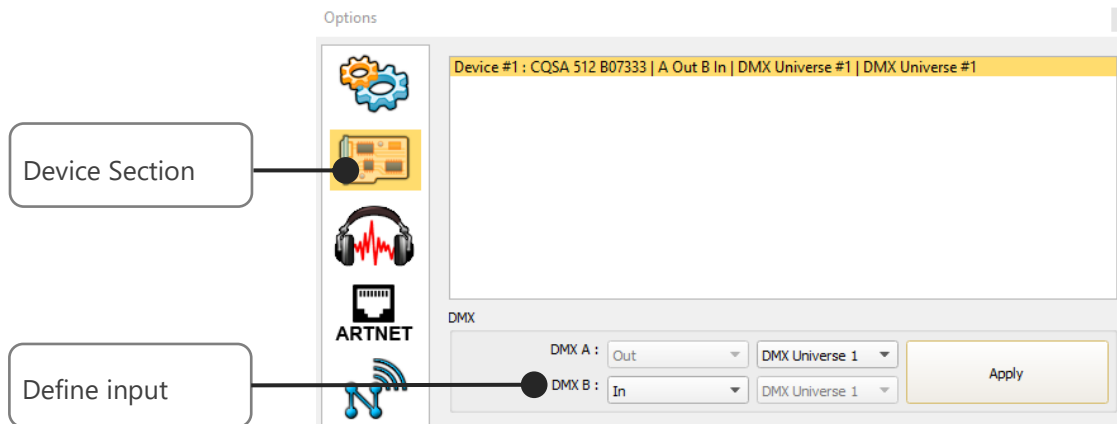 Options
Device #1 : CQSA 512 B07333 | A Out B In | DMX Universe #1 | DMX Universe #1
Device Section
ARTNET
DMX
DMX A : Out DMX Universe 1
Apply
Define input
DMX B : In DMX Universe 1
N